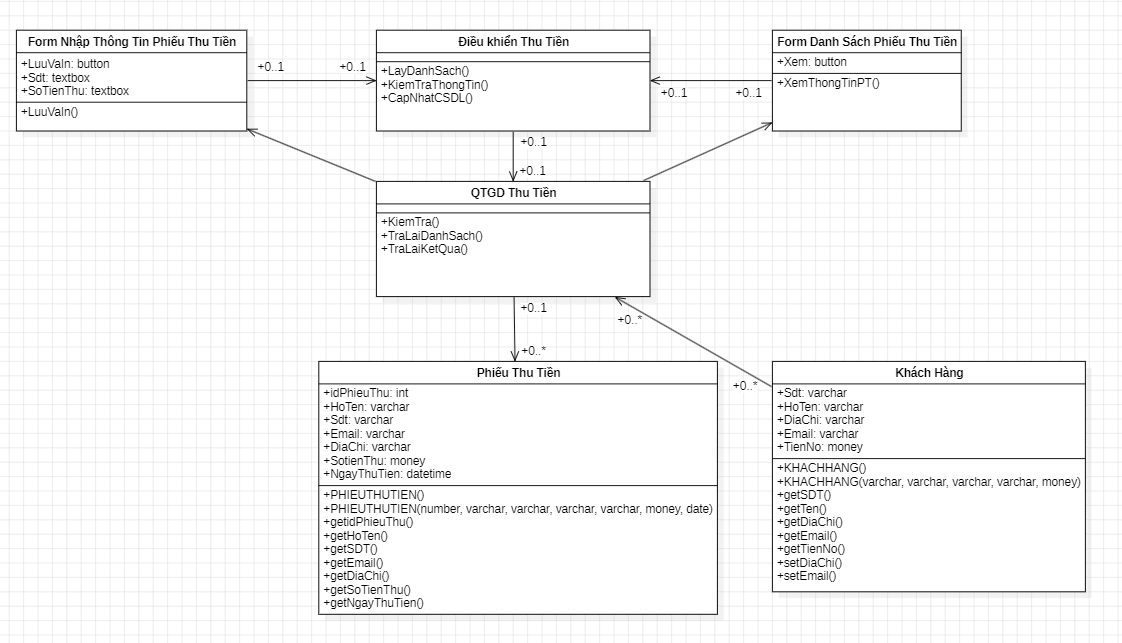 Form Nhập Thông Tin Phiếu Thu Tiền
+LuuVaIn: button
+Sdt: textbox
+SoTienThu: textbox
+LuuVaIn()
+0..1
+0..1
Điều khiển Thu Tiền
+LayDanhSach()
+KiemTraThongTin()
+CapNhatCSDL()
+0..1
+0..1
Form Danh Sách Phiếu Thu Tiền
+Xem: button
+XemThongTinPT()
+0..1
+0..1
QTGD Thu Tiền
+KiemTra()
+TraLaiDanhSach()
+TraLaiKetQua()
+0..1
+0..*
+0..*
+0..*
Phiếu Thu Tiền
+idPhieuThu: int
+HoTen: varchar
+Sdt: varchar
+Email: varchar
+DiaChi: varchar
+SotienThu: money
+NgayThuTien: datetime
+PHIEUTHUTIEN()
+PHIEUTHUTIEN(number, varchar, varchar, varchar, varchar, money, date)
+getidPhieuThu()
+getHoTen()
+getSDT()
+getEmail()
+getDiaChi()
+getSoTienThu()
+getNgayThuTien()
Khách Hàng
+Sdt: varchar
+HoTen: varchar
+DiaChi: varchar
+Email: varchar
+TienNo: money
+KHACHHANG()
+KHACHHANG(varchar, varchar, varchar, varchar, money)
+getSDT()
+getTen()
+getDiaChi()
+getEmail()
+getTienNo()
+setDiaChi()
+setEmail()